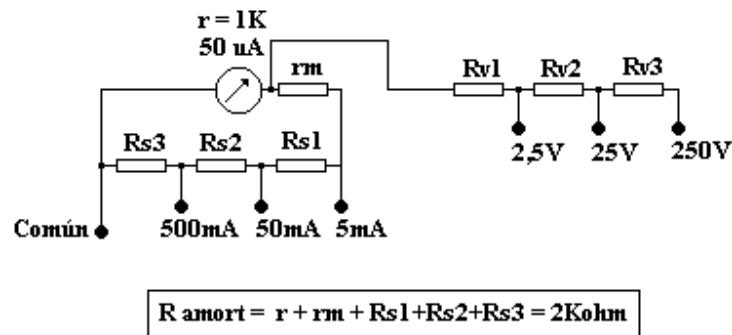 r = 1K
50 uA
rm
Rv1 Rv2 Rv3
2,5V 25V 250V
Rs3 Rs2 Rs1
Común 500mA 50mA 5mA
R amort = r + rm + Rs1+Rs2+Rs3 = 2Kohm